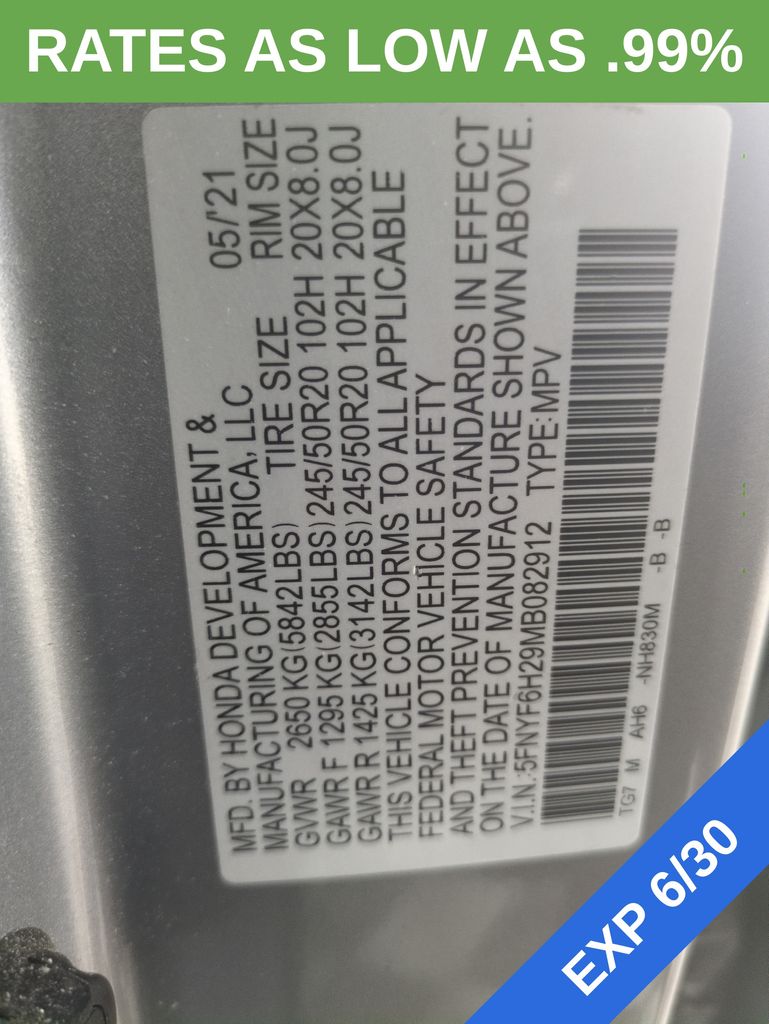 RATES AS LOW AS .99%
MFD. BY HONDA DEVELOPMENT &
MANUFACTURING OF AMERICA, LLC 05/'21
GVWR 2650 KG(5842LBS) TIRE SIZE RIM SIZE
GAWR F 1295 KG(2855LBS)245/50R20 102H 20X8.0J
GAWR R 1425 KG(3142LBS)245/50R20 102H 20X8.0J
THIS VEHICLE CONFORMS TO ALL APPLICABLE
FEDERAL MOTOR VEHICLE SAFETY
AND THEFT PREVENTION STANDARDS IN EFFECT
ON THE DATE OF MANUFACTURE SHOWN ABOVE.
V.I.N.:5FNYF6H29MB082912 TYPE:MPV
TG7 M AH6 -NH830M -B -B
EXP 6/30